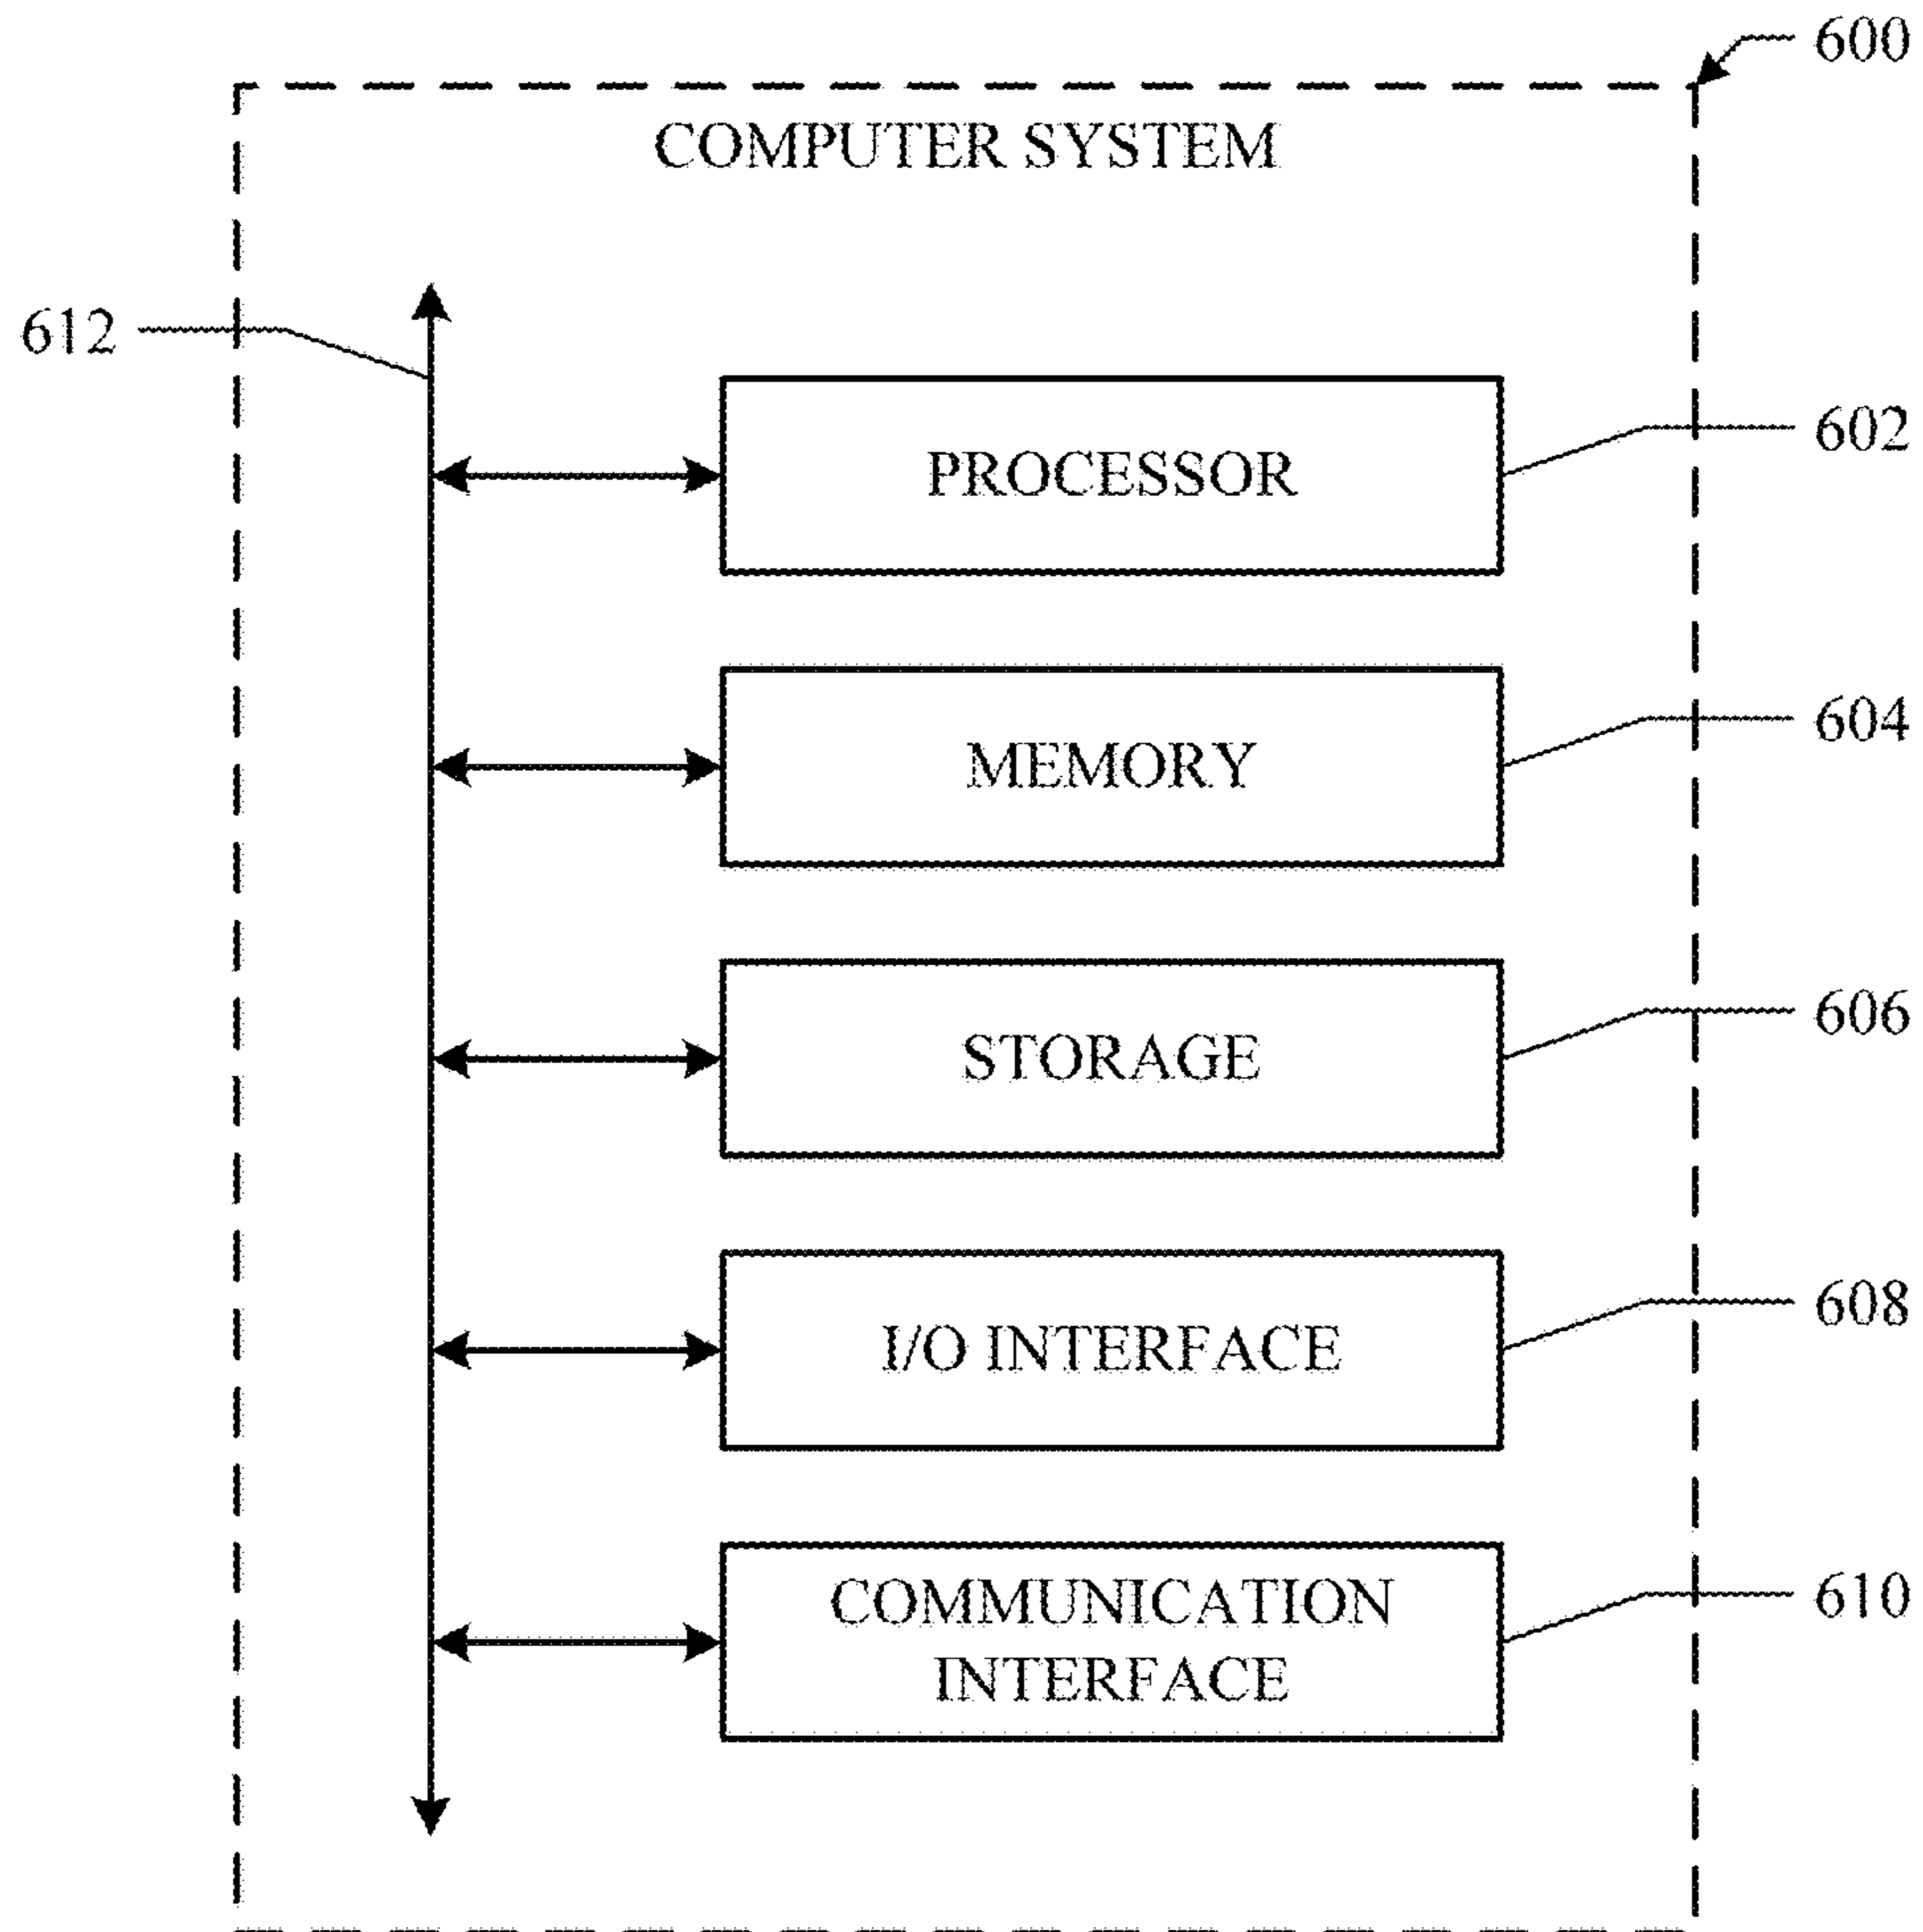 600
COMPUTER SYSTEM
612
602
PROCESSOR
604
MEMORY
606
STORAGE
608
I/O INTERFACE
610
COMMUNICATION
INTERFACE